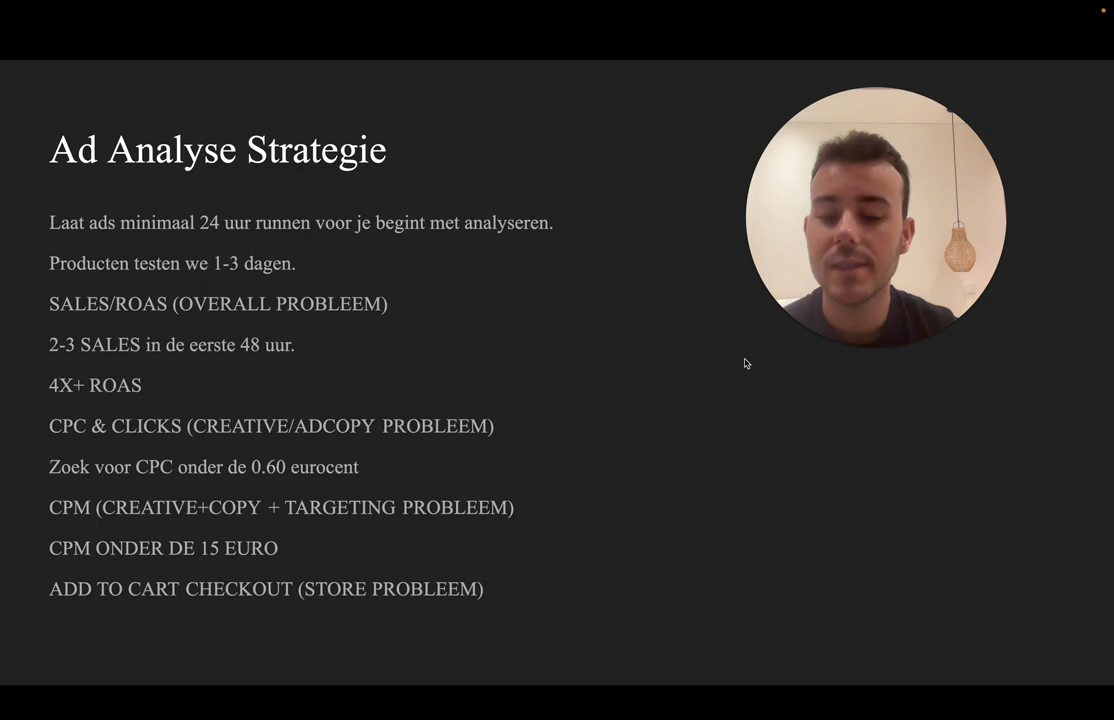 Ad Analyse Strategie
Laat ads minimaal 24 uur runnen voor je begint met analyseren.
Producten testen we 1-3 dagen.
SALES/ROAS (OVERALL PROBLEEM)
2-3 SALES in de eerste 48 uur.
4X+ ROAS
CPC & CLICKS (CREATIVE/ADCOPY PROBLEEM)
Zoek voor CPC onder de 0.60 eurocent
CPM (CREATIVE+COPY + TARGETING PROBLEEM)
CPM ONDER DE 15 EURO
ADD TO CART CHECKOUT (STORE PROBLEEM)